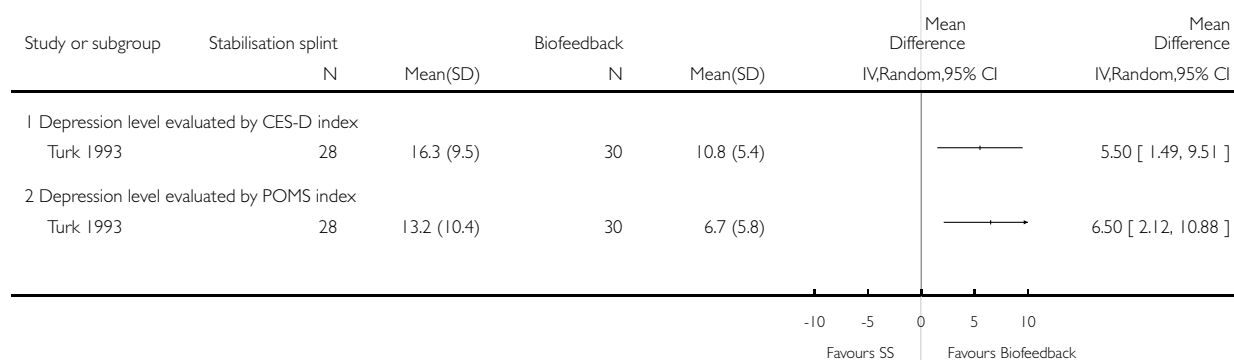 Mean Mean
Study or subgroup Stabilisation splint Biofeedback Difference Difference
N Mean(SD) N Mean(SD) IV,Random,95% CI IV,Random,95% CI
1 Depression level evaluated by CES-D index
Turk 1993 28 16.3 (9.5) 30 10.8 (5.4) 5.50 [ 1.49, 9.51 ]
2 Depression level evaluated by POMS index
Turk 1993 28 13.2 (10.4) 30 6.7 (5.8) 6.50 [ 2.12, 10.88 ]
-10 -5 0 5 10
Favours SS Favours Biofeedback